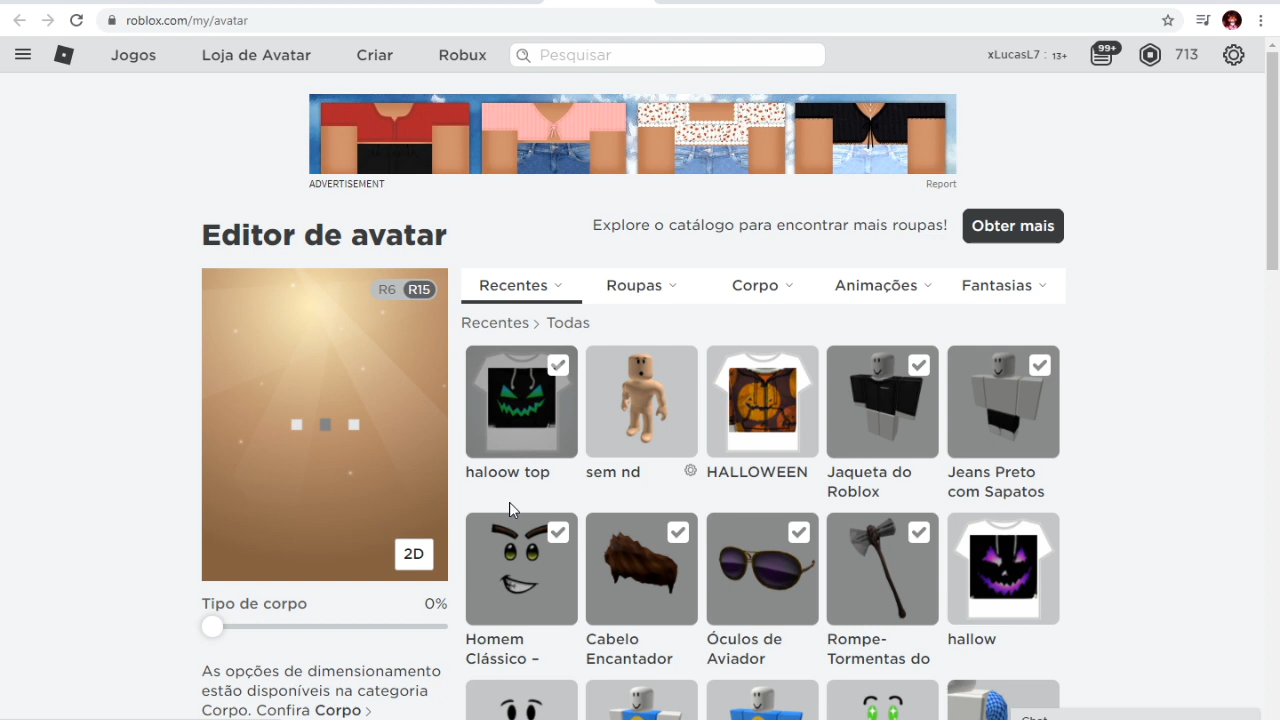 roblox.com/my/avatar
Jogos
Loja de Avatar
Criar
Robux
Pesquisar
xLucasL7 : 13+
99+
713
ADVERTISEMENT
Report
Editor de avatar
Explore o catálogo para encontrar mais roupas!
Obter mais
R6 R15
Recentes
Roupas
Corpo
Animações
Fantasias
Recentes > Todas
haloow top
sem nd
HALLOWEEN
Jaqueta do
Roblox
Jeans Preto
com Sapatos
2D
Tipo de corpo 0%
Homem
Clássico –
Cabelo
Encantador
Óculos de
Aviador
Rompe-
Tormentas do
hallow
As opções de dimensionamento
estão disponíveis na categoria
Corpo. Confira Corpo >
Chat